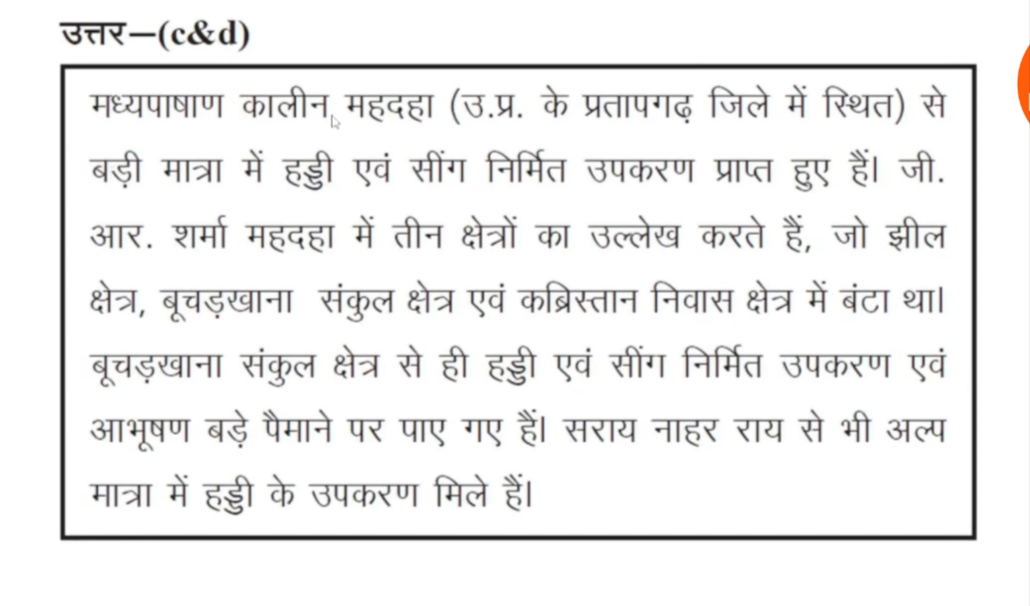 उत्तर–(c&d)
मध्यपाषाण कालीन महदहा (उ.प्र. के प्रतापगढ़ जिले में स्थित) से
बड़ी मात्रा में हड्डी एवं सींग निर्मित उपकरण प्राप्त हुए हैं। जी.
आर. शर्मा महदहा में तीन क्षेत्रों का उल्लेख करते हैं, जो झील
क्षेत्र, बूचड़खाना संकुल क्षेत्र एवं कब्रिस्तान निवास क्षेत्र में बंटा था।
बूचड़खाना संकुल क्षेत्र से ही हड्डी एवं सींग निर्मित उपकरण एवं
आभूषण बड़े पैमाने पर पाए गए हैं। सराय नाहर राय से भी अल्प
मात्रा में हड्डी के उपकरण मिले हैं।